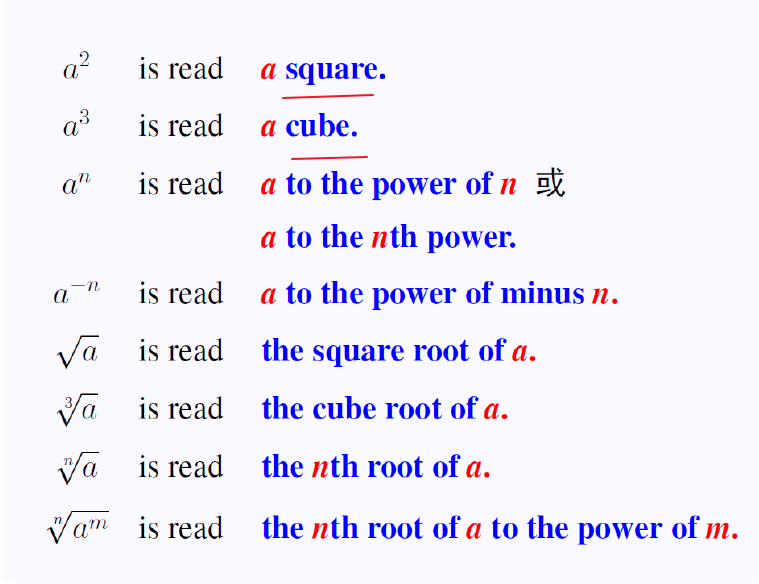 a² is read a square.
a³ is read a cube.
aⁿ is read a to the power of n 或
a to the nth power.
a⁻ⁿ is read a to the power of minus n.
√a is read the square root of a.
∛a is read the cube root of a.
ⁿ√a is read the nth root of a.
ⁿ√aᵐ is read the nth root of a to the power of m.